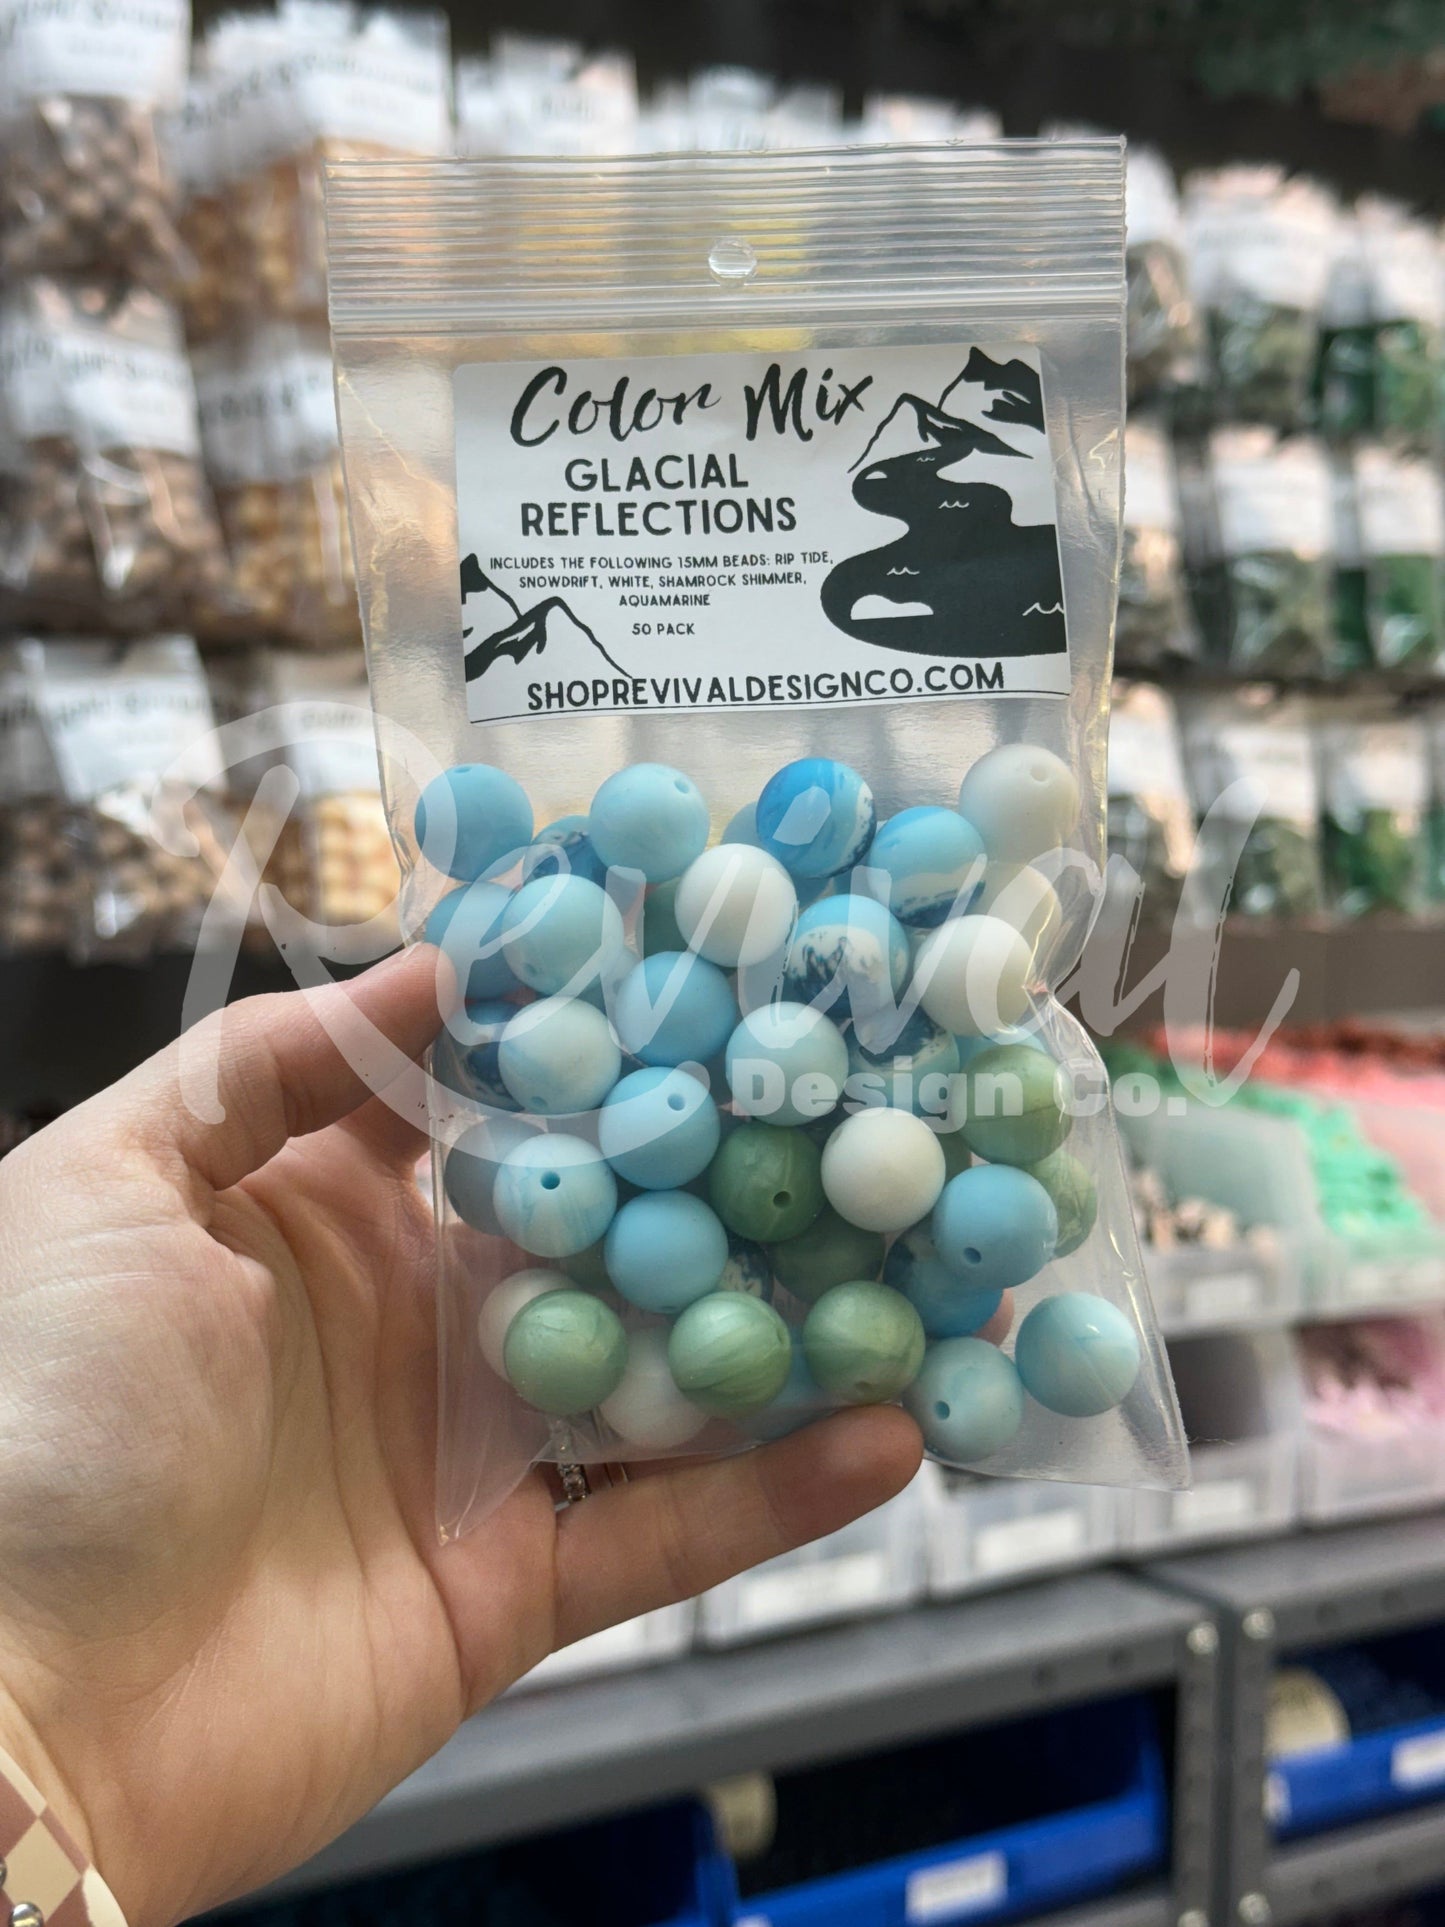 Color Mix
GLACIAL
REFLECTIONS
INCLUDES THE FOLLOWING 15MM BEADS: RIP TIDE,
SNOWDRIFT, WHITE, SHAMROCK SHIMMER,
AQUAMARINE
50 PACK
SHOPREVIVALDESIGNCO.COM
Revival
Design Co.